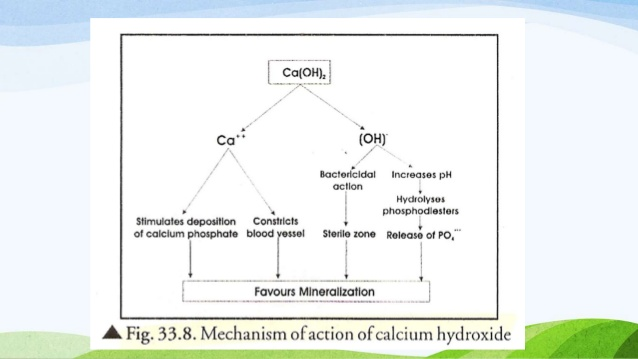 Ca(OH)₂
Ca⁺⁺
(OH)⁻
Bactericidal
action
Increases pH
Hydrolyses
phosphodiesters
Stimulates deposition
of calcium phosphate
Constricts
blood vessel
Sterile zone
Release of PO₄⁻⁻⁻
Favours Mineralization
▲ Fig. 33.8. Mechanism of action of calcium hydroxide